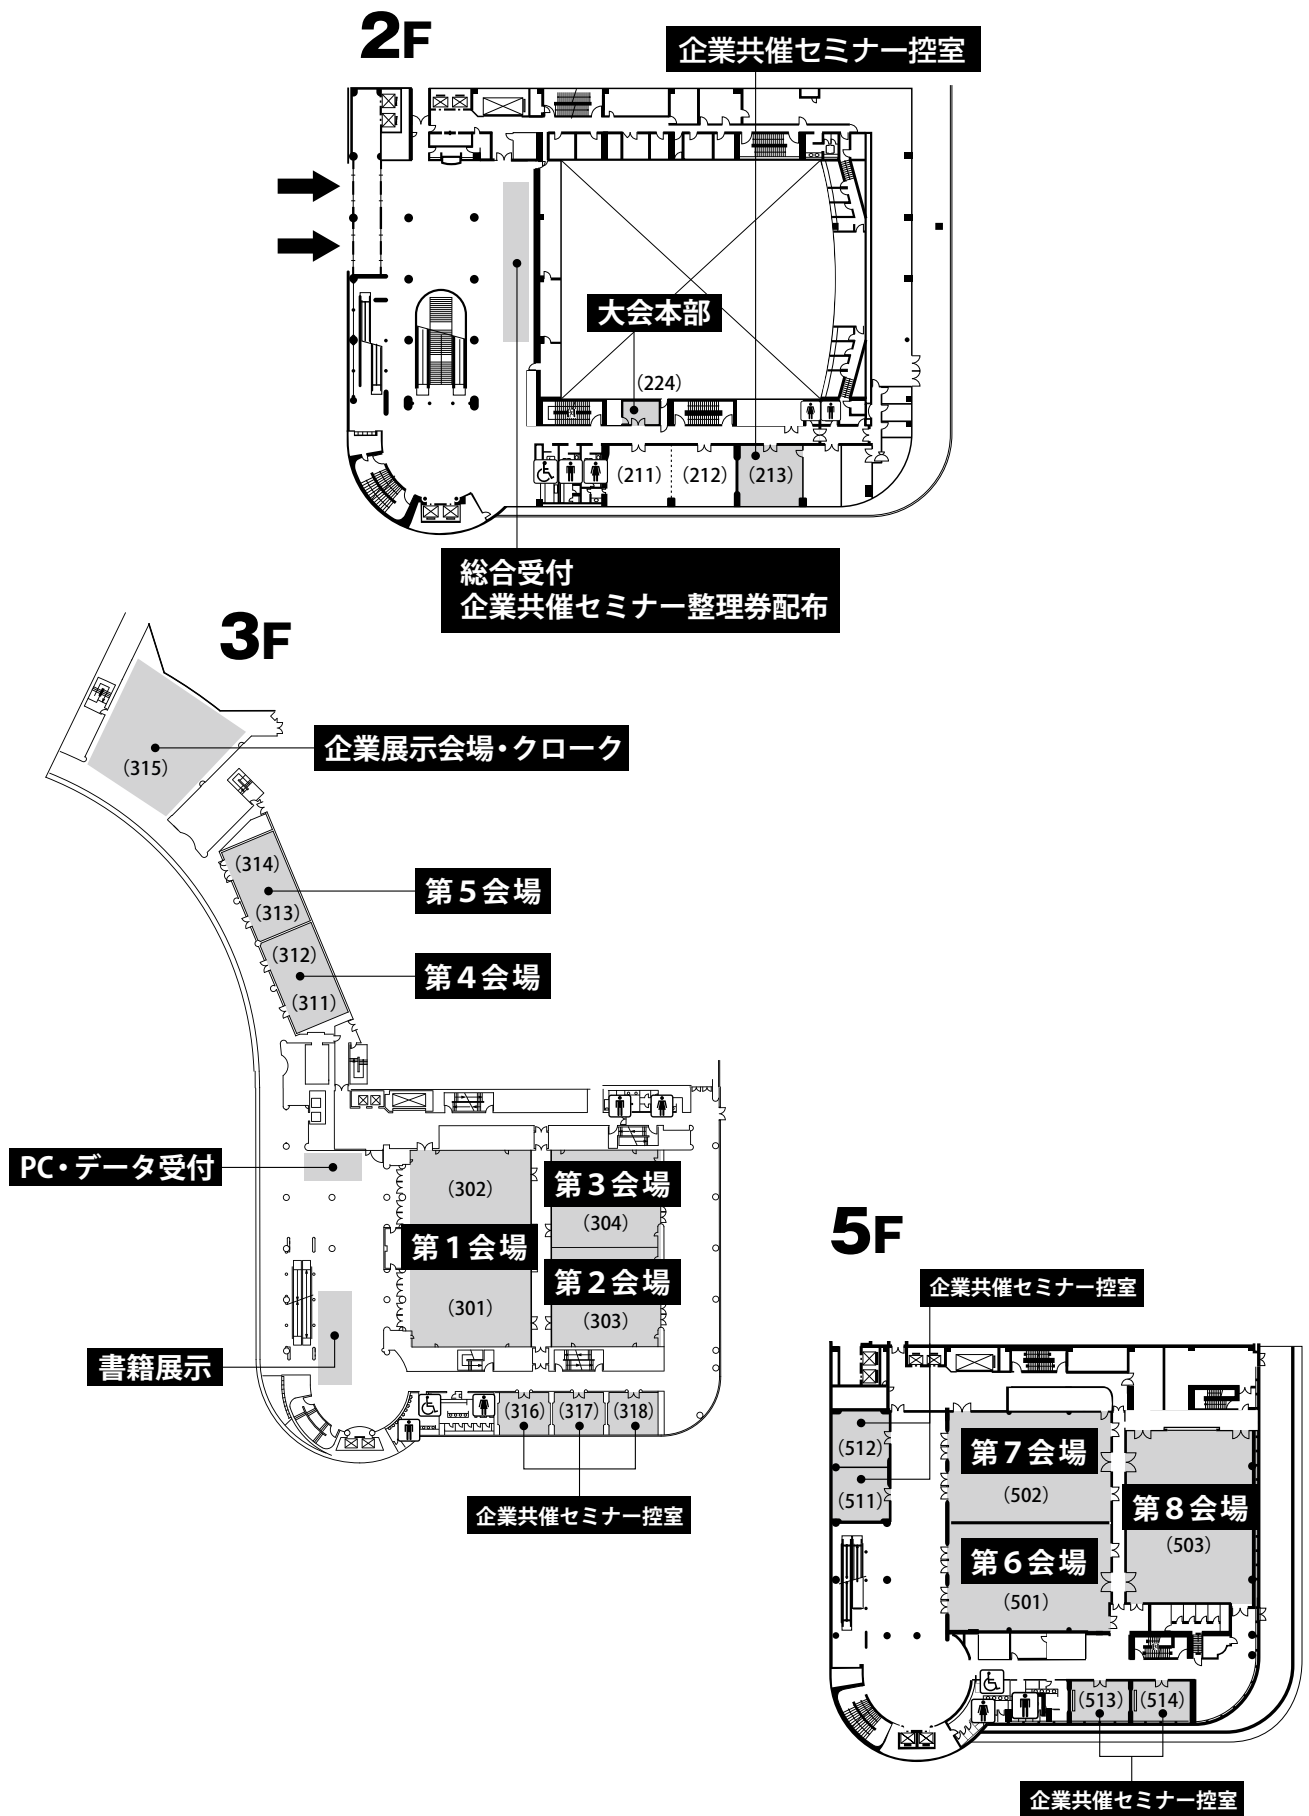 2F
企業共催セミナー控室
大会本部
（224）
（211）
（212）
（213）
総合受付
企業共催セミナー整理券配布
3F
企業展示会場・クローク
（315）
（314）
第５会場
（313）
（312）
第４会場
（311）
PC・データ受付
（302）
第３会場
（304）
第１会場
第２会場
（301）
（303）
書籍展示
（316）
（317）
（318）
企業共催セミナー控室
5F
企業共催セミナー控室
（512）
（511）
第７会場
（502）
第８会場
（503）
第６会場
（501）
（513）
（514）
企業共催セミナー控室